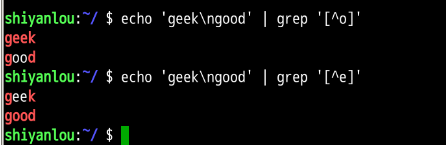 shiyanlou:~/ $ echo 'geek\ngood' | grep '[^o]'
geek
good
shiyanlou:~/ $ echo 'geek\ngood' | grep '[^e]'
geek
good
shiyanlou:~/ $